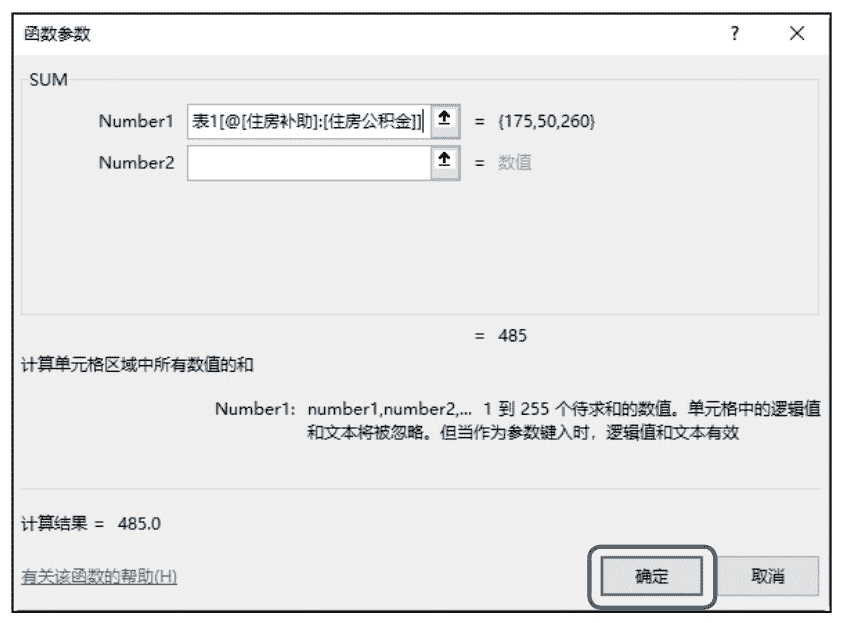 函数参数
?
SUM
Number1 表1[@[住房补助]:[住房公积金]] = {175,50,260}
Number2 = 数值
= 485
计算单元格区域中所有数值的和
Number1: number1,number2,... 1 到 255 个待求和的数值。单元格中的逻辑值
和文本将被忽略。但当作为参数键入时，逻辑值和文本有效
计算结果 = 485.0
有关该函数的帮助(H)
确定 取消